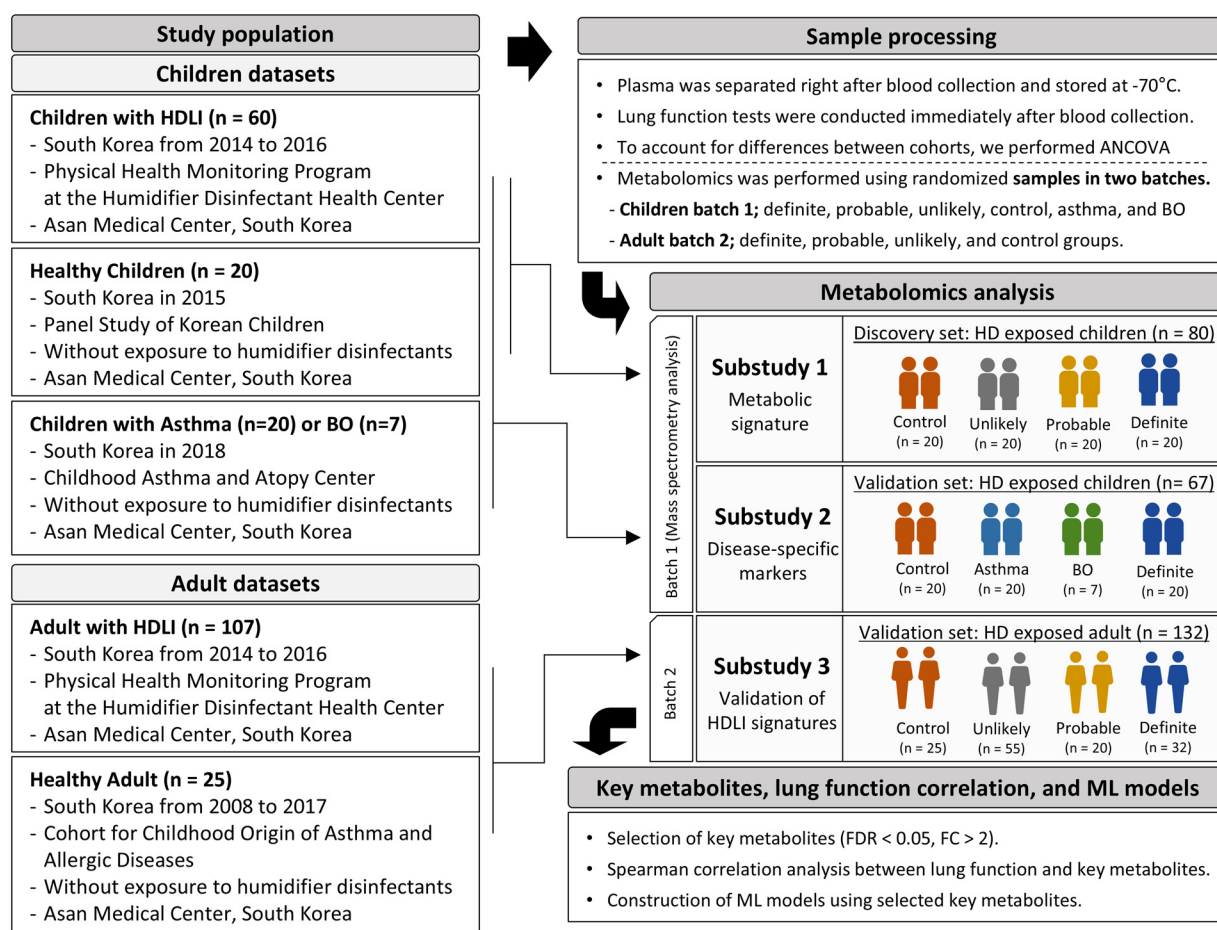 Study population
Children datasets
Children with HDLI (n = 60)
- South Korea from 2014 to 2016
- Physical Health Monitoring Program
at the Humidifier Disinfectant Health Center
- Asan Medical Center, South Korea
Healthy Children (n = 20)
- South Korea in 2015
- Panel Study of Korean Children
- Without exposure to humidifier disinfectants
- Asan Medical Center, South Korea
Children with Asthma (n=20) or BO (n=7)
- South Korea in 2018
- Childhood Asthma and Atopy Center
- Without exposure to humidifier disinfectants
- Asan Medical Center, South Korea
Adult datasets
Adult with HDLI (n = 107)
- South Korea from 2014 to 2016
- Physical Health Monitoring Program
at the Humidifier Disinfectant Health Center
- Asan Medical Center, South Korea
Healthy Adult (n = 25)
- South Korea from 2008 to 2017
- Cohort for Childhood Origin of Asthma and
Allergic Diseases
- Without exposure to humidifier disinfectants
- Asan Medical Center, South Korea
Sample processing
• Plasma was separated right after blood collection and stored at -70°C.
• Lung function tests were conducted immediately after blood collection.
• To account for differences between cohorts, we performed ANCOVA
• Metabolomics was performed using randomized samples in two batches.
- Children batch 1; definite, probable, unlikely, control, asthma, and BO
- Adult batch 2; definite, probable, unlikely, and control groups.
Metabolomics analysis
Batch 1 (Mass spectrometry analysis)
Substudy 1
Metabolic
signature
Discovery set: HD exposed children (n = 80)
Control Unlikely Probable Definite
(n = 20) (n = 20) (n = 20) (n = 20)
Substudy 2
Disease-specific
markers
Validation set: HD exposed children (n= 67)
Control Asthma BO Definite
(n = 20) (n = 20) (n = 7) (n = 20)
Batch 2
Substudy 3
Validation of
HDLI signatures
Validation set: HD exposed adult (n = 132)
Control Unlikely Probable Definite
(n = 25) (n = 55) (n = 20) (n = 32)
Key metabolites, lung function correlation, and ML models
• Selection of key metabolites (FDR < 0.05, FC > 2).
• Spearman correlation analysis between lung function and key metabolites.
• Construction of ML models using selected key metabolites.